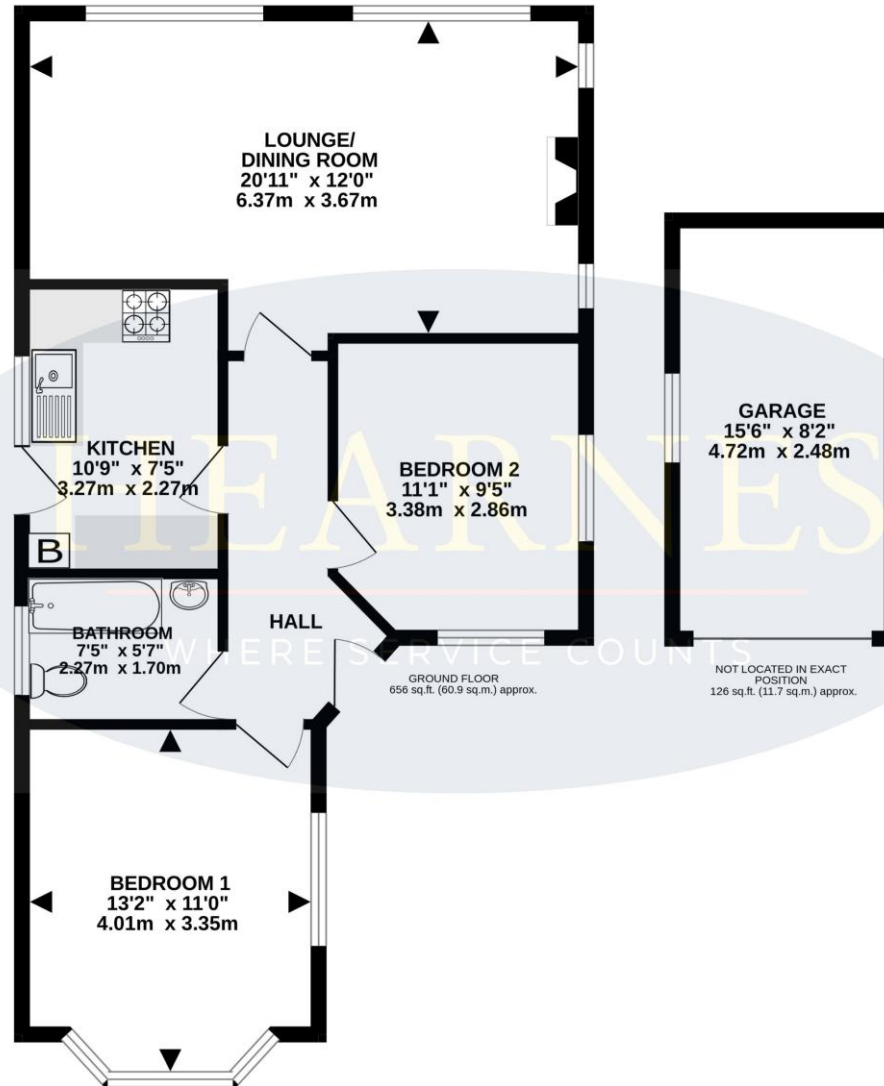 LOUNGE/
DINING ROOM
20'11" x 12'0"
6.37m x 3.67m
GARAGE
15'6" x 8'2"
4.72m x 2.48m
KITCHEN
10'9" x 7'5"
3.27m x 2.27m
BEDROOM 2
11'1" x 9'5"
3.38m x 2.86m
HEARNES
B
HALL
BATHROOM
7'5" x 5'7"
2.27m x 1.70m
WHERE SERVICE COUNTS
GROUND FLOOR
656 sq.ft. (60.9 sq.m.) approx.
NOT LOCATED IN EXACT
POSITION
126 sq.ft. (11.7 sq.m.) approx.
BEDROOM 1
13'2" x 11'0"
4.01m x 3.35m